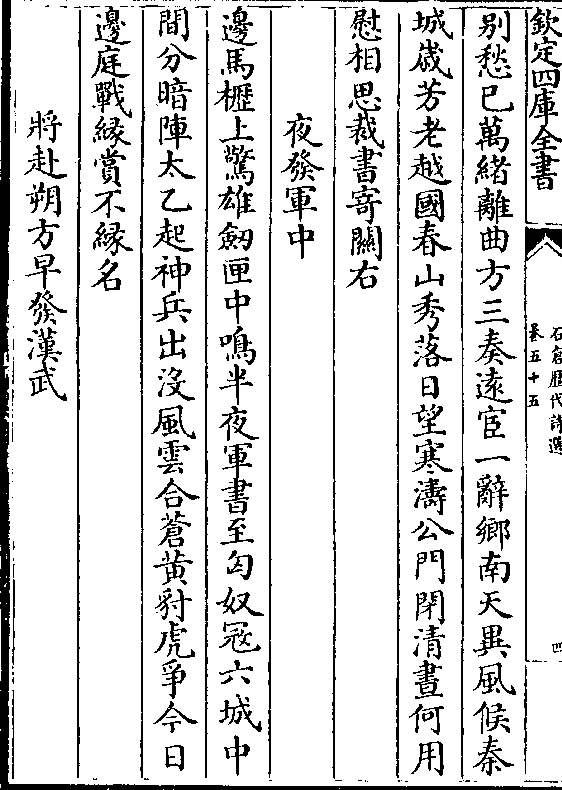 欽定四庫全書
石倉歷代詩選
卷五十五
四
别愁已萬緒離曲方三奏遠宦一辭鄉南天異風候秦
城歲芳老越國春山秀落日望寒濤公門閉清晝何用
慰相思裁書寄關右
夜發軍中
邊馬櫪上驚雄劒匣中鳴半夜軍書至匈奴冦六城中
間分暗陣太乙起神兵出沒風雲合蒼黄豺虎爭今日
邊庭戰緣賞不緣名
將赴朔方早發漢武